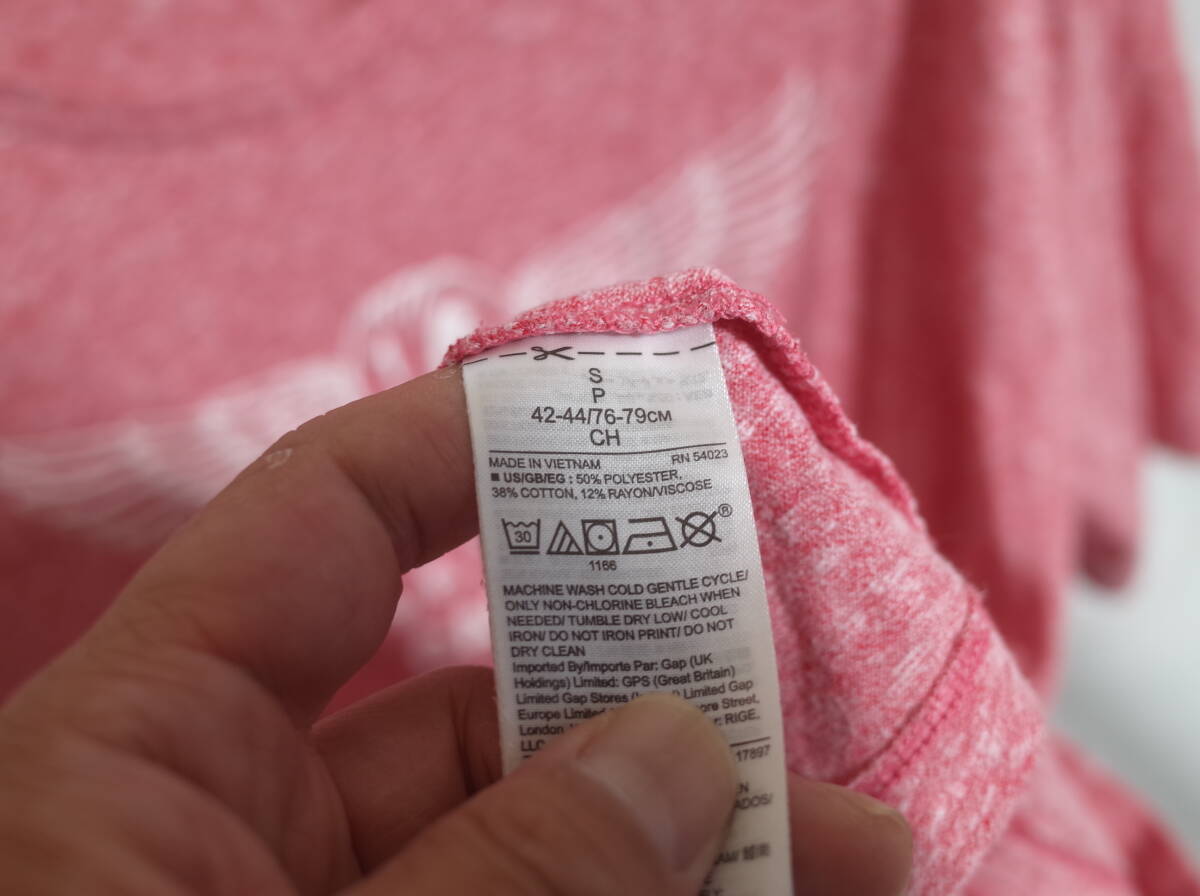 S
P
42-44/76-79CM
CH
MADE IN VIETNAM RN 54023
US/GB/EG : 50% POLYESTER,
38% COTTON, 12% RAYON/VISCOSE
30 ®
1166
MACHINE WASH COLD GENTLE CYCLE/
ONLY NON-CHLORINE BLEACH WHEN
NEEDED/ TUMBLE DRY LOW/ COOL
IRON/ DO NOT IRON PRINT/ DO NOT
DRY CLEAN
Imported By/Importe Par: Gap (UK
Holdings) Limited: GPS (Great Britain)
Limited Gap Stores Limited Gap
Europe Street,
London RIGE,
LLC
17897